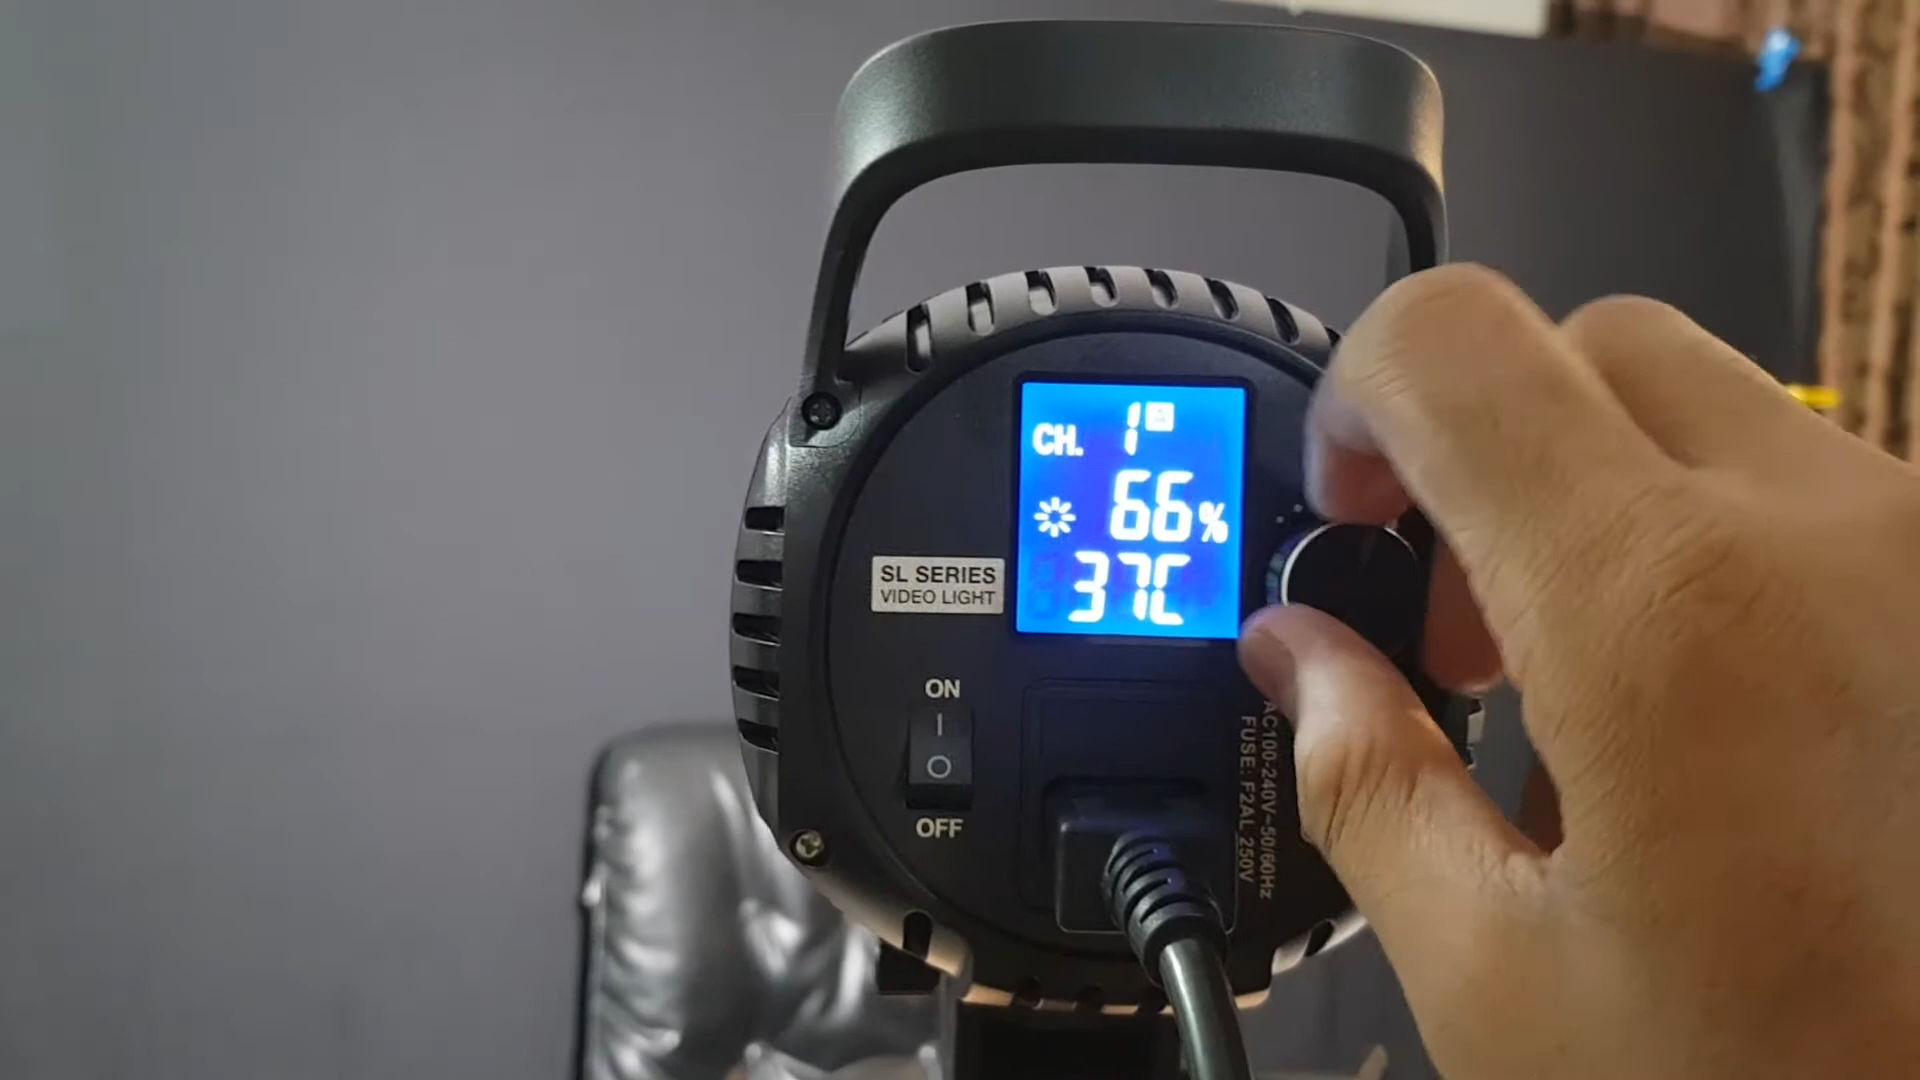 CH. 1
66%
37C
SL SERIES
VIDEO LIGHT
ON
I
O
OFF
AC100-240V~50/60Hz
FUSE: F2AL 250V